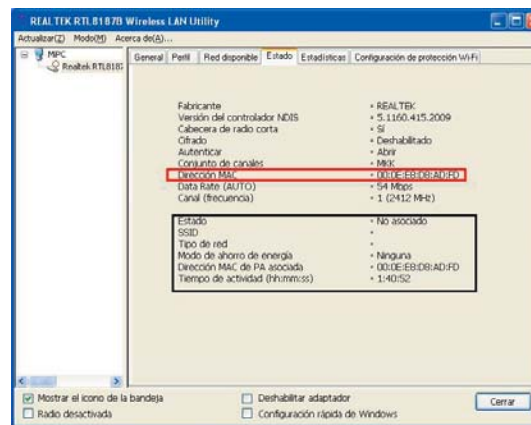 REALTEK RTL8187B Wireless LAN Utility
Actualizar(Z) Modo(M) Acerca de(A)...
MPC
Realtek RTL8187
General Perfil Red disponible Estado Estadísticas Configuración de protección Wi-Fi
Fabricante • REALTEK
Versión del controlador NDIS • 5.1160.415.2009
Cabecera de radio corta • Sí
Cifrado • Deshabilitado
Autenticar • Abrir
Conjunto de canales • MKK
Dirección MAC • 00:0E:E8:D8:AD:FD
Data Rate (AUTO) • 54 Mbps
Canal (frecuencia) • 1 (2412 MHz)
Estado • No asociado
SSID •
Tipo de red •
Modo de ahorro de energía • Ninguna
Dirección MAC de PA asociada • 00:0E:E8:D8:AD:FD
Tiempo de actividad (hh:mm:ss) • 1:40:52
Mostrar el icono de la bandeja Deshabilitar adaptador Cerrar
Radio desactivada Configuración rápida de Windows